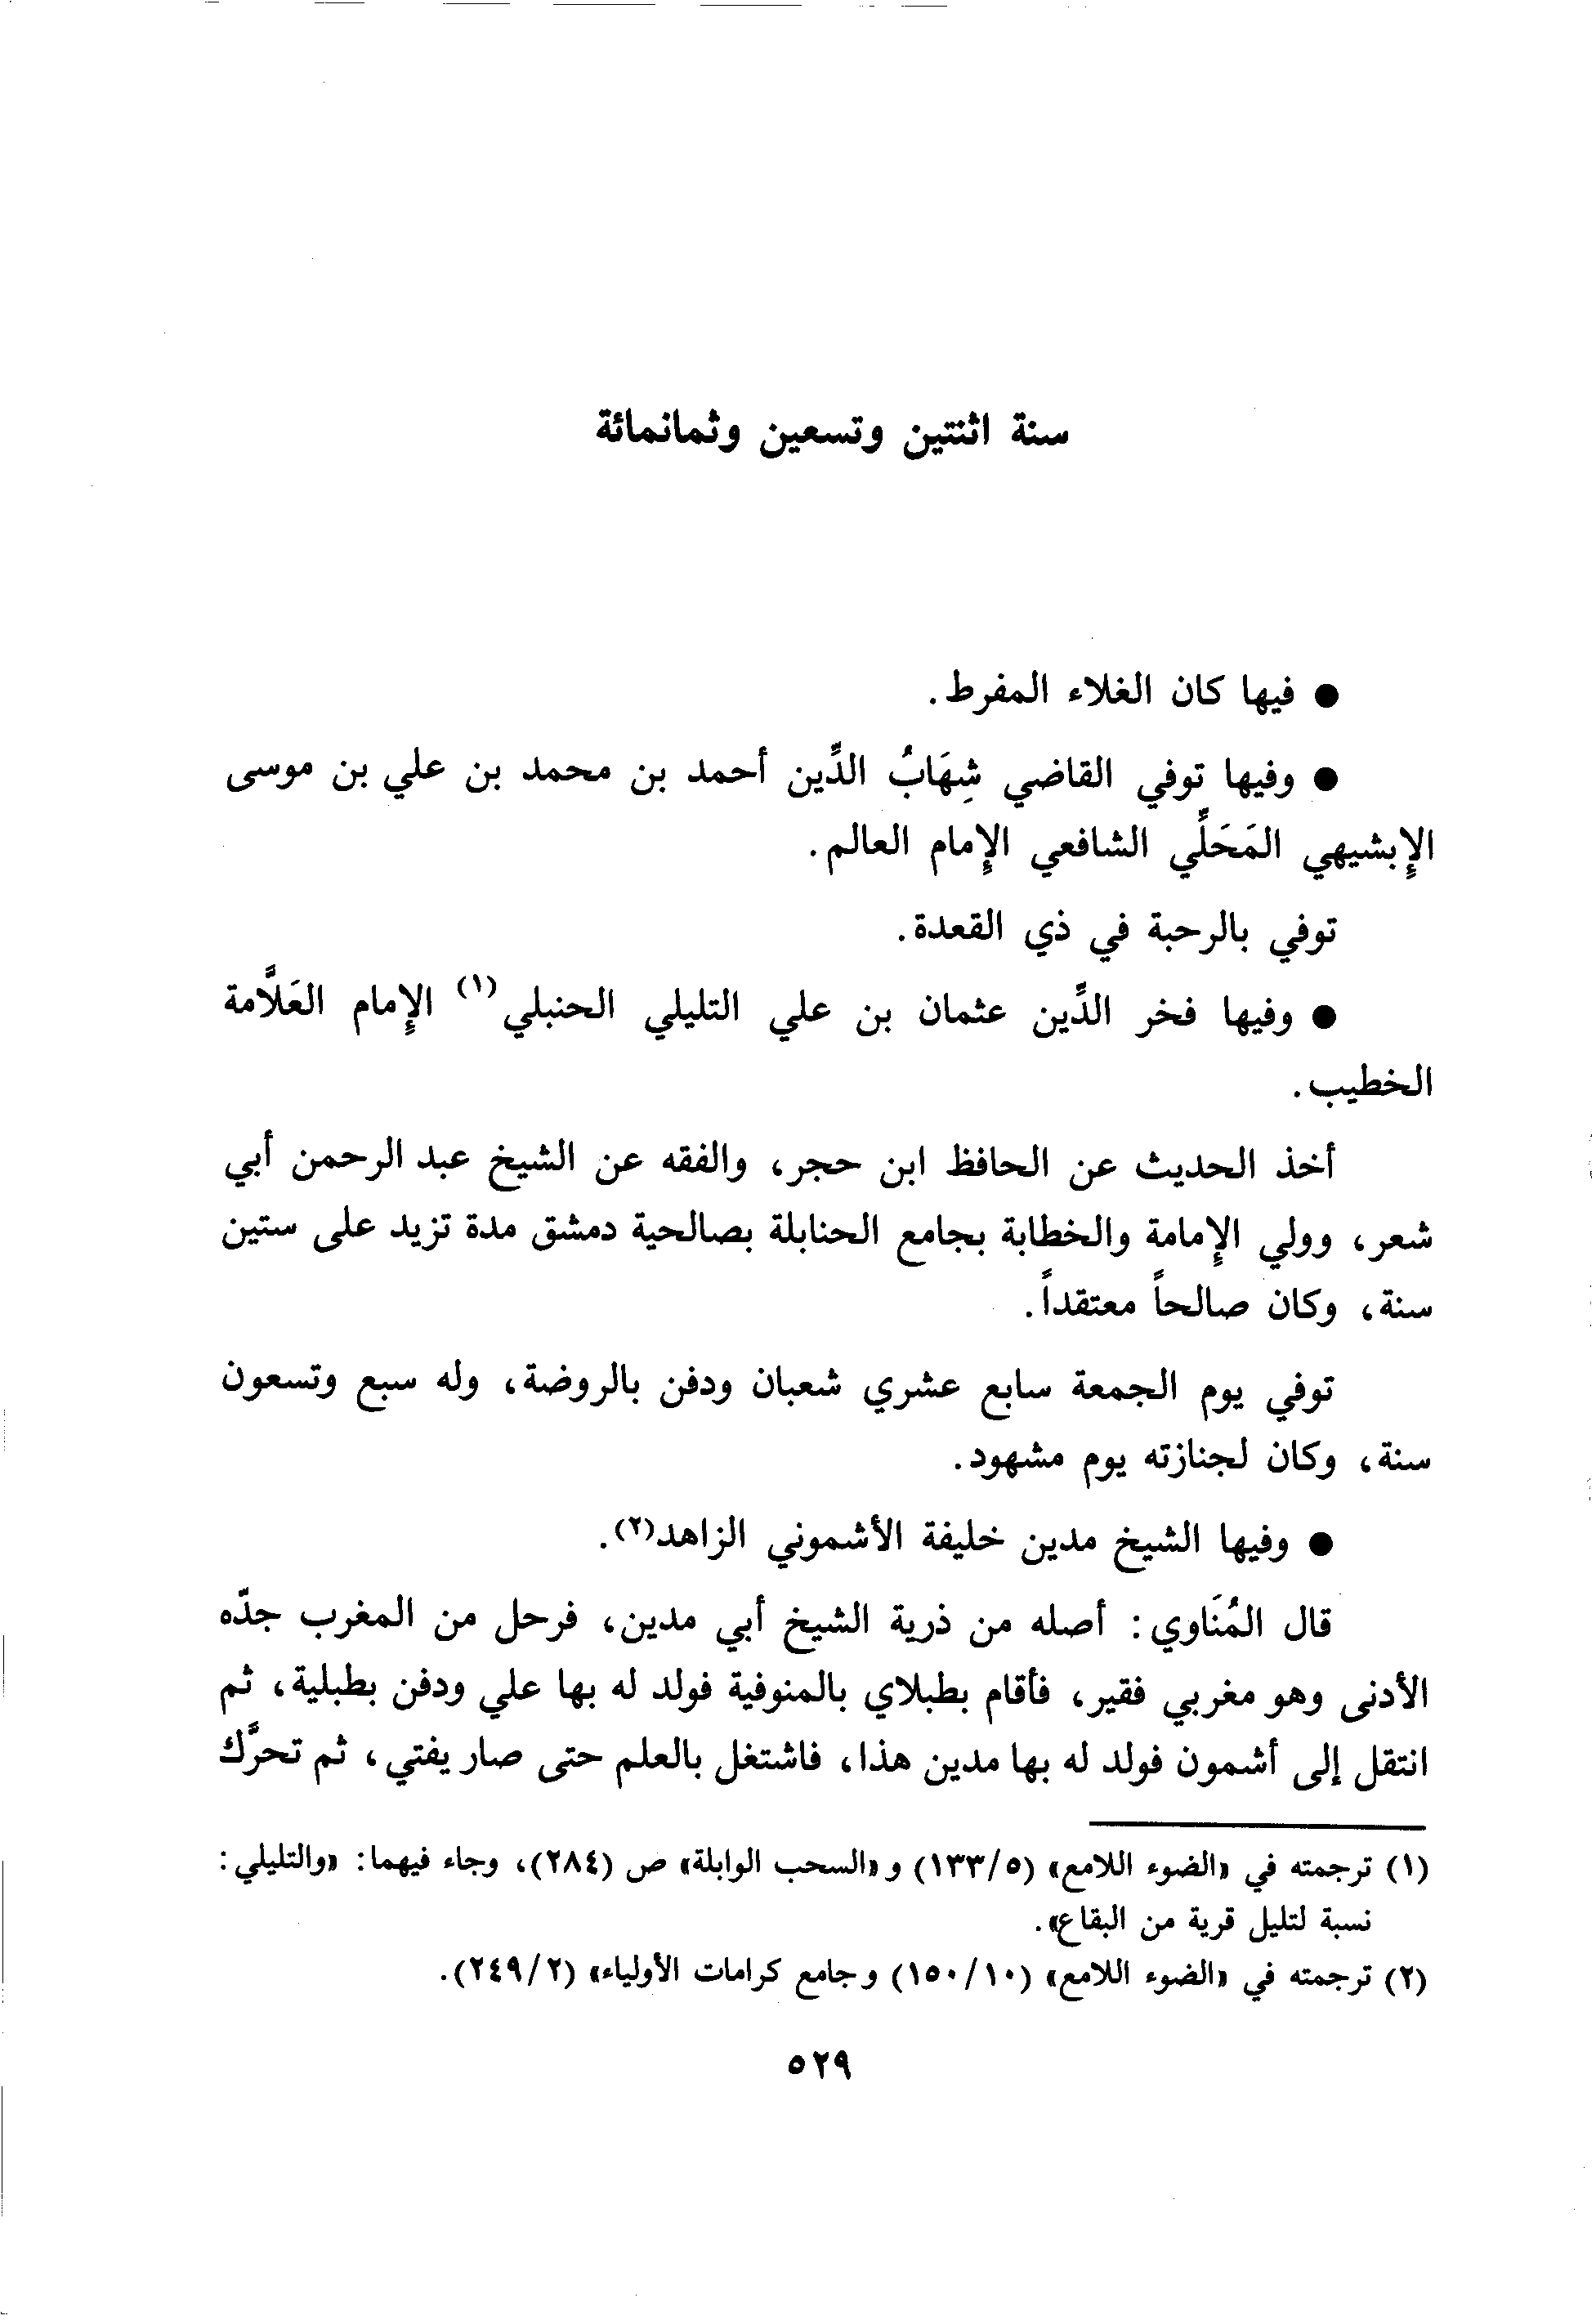 سنة اثنتين وتسعين وثمانمائة
● فيها كان الغلاء المفرط.
● وفيها توفي القاضي شِهَابُ الدِّين أحمد بن محمد بن علي بن موسى
الإبشيهي المَحَلِّي الشافعي الإمام العالم.
توفي بالرحبة في ذي القعدة.
● وفيها فخر الدِّين عثمان بن علي التليلي الحنبلي(١) الإمام العَلَّامة
الخطيب.
أخذ الحديث عن الحافظ ابن حجر، والفقه عن الشيخ عبد الرحمن أبي
شعر، وولي الإمامة والخطابة بجامع الحنابلة بصالحية دمشق مدة تزيد على ستين
سنة، وكان صالحاً معتقداً.
توفي يوم الجمعة سابع عشري شعبان ودفن بالروضة، وله سبع وتسعون
سنة، وكان لجنازته يوم مشهود.
● وفيها الشيخ مدين خليفة الأشموني الزاهد(٢).
قال المُنَاوي: أصله من ذرية الشيخ أبي مدين، فرحل من المغرب جدّه
الأدنى وهو مغربي فقير، فأقام بطبلاي بالمنوفية فولد له بها علي ودفن بطبلية، ثم
انتقل إلى أشمون فولد له بها مدين هذا، فاشتغل بالعلم حتى صار يفتي، ثم تحرَّك
(١) ترجمته في «الضوء اللامع» (١٣٣/٥) و«السحب الوابلة» ص (٢٨٤)، وجاء فيهما: «والتليلي:
نسبة لتليل قرية من البقاع».
(٢) ترجمته في «الضوء اللامع» (١٥٠/١٠) وجامع كرامات الأولياء» (٢٤٩/٢).
٥٢٩